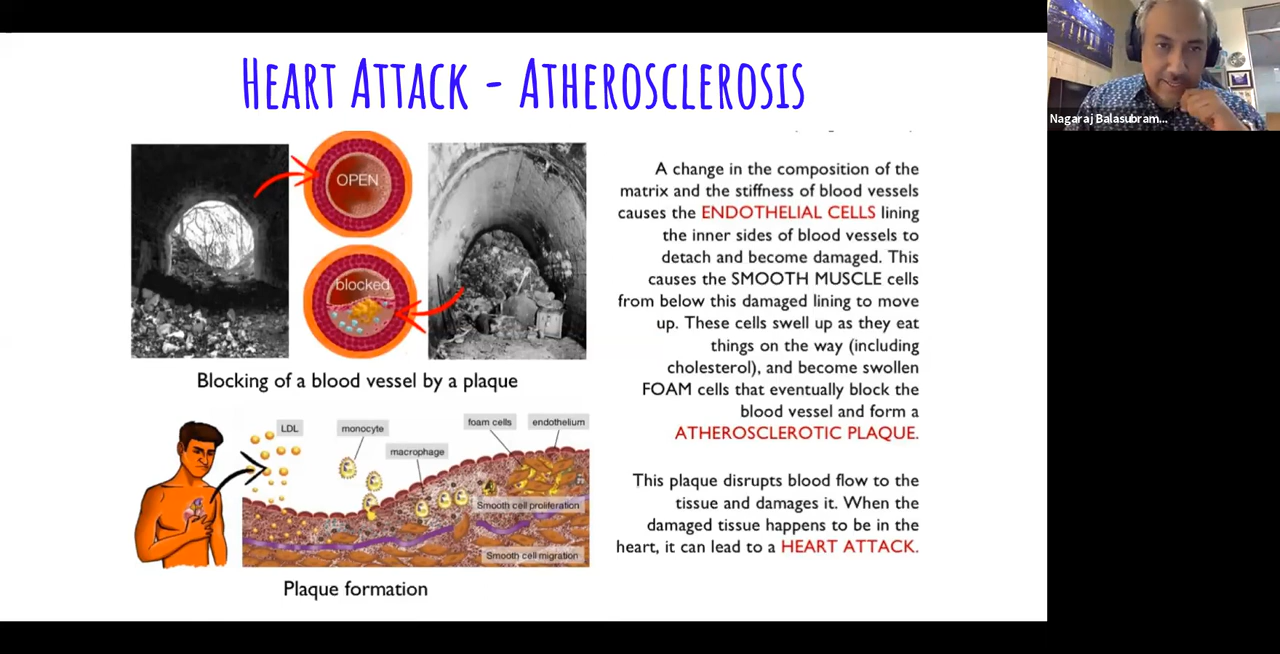 HEART ATTACK - ATHEROSCLEROSIS
Nagaraj Balasubram...
OPEN
blocked
Blocking of a blood vessel by a plaque
LDL
monocyte
macrophage
foam cells
endothelium
Smooth cell proliferation
Smooth cell migration
Plaque formation
A change in the composition of the
matrix and the stiffness of blood vessels
causes the ENDOTHELIAL CELLS lining
the inner sides of blood vessels to
detach and become damaged. This
causes the SMOOTH MUSCLE cells
from below this damaged lining to move
up. These cells swell up as they eat
things on the way (including
cholesterol), and become swollen
FOAM cells that eventually block the
blood vessel and form a
ATHEROSCLEROTIC PLAQUE.
This plaque disrupts blood flow to the
tissue and damages it. When the
damaged tissue happens to be in the
heart, it can lead to a HEART ATTACK.